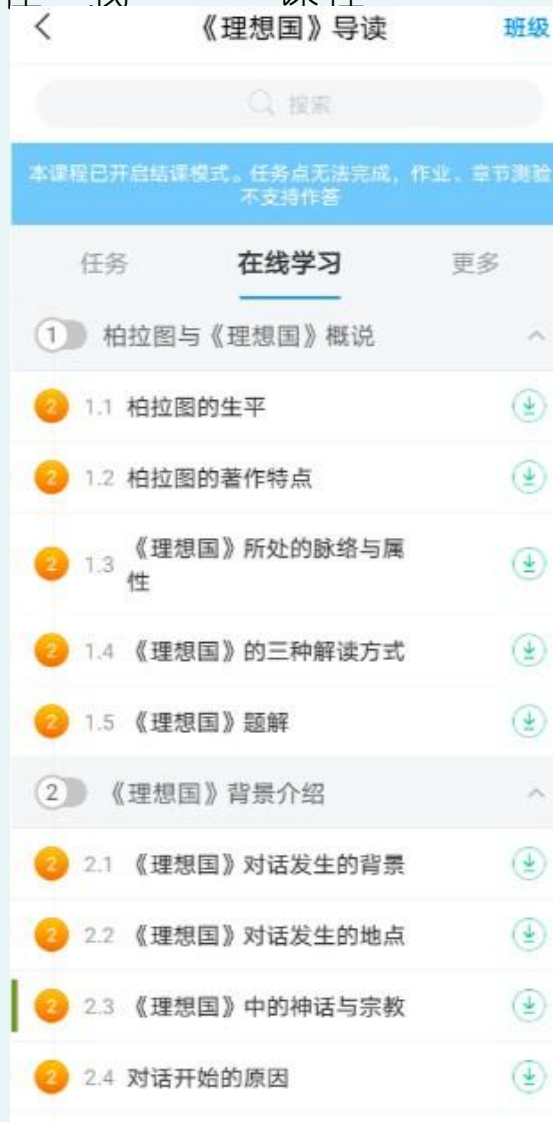 《理想国》导读 班级
搜索
本课程已开启结课模式。任务点无法完成，作业、章节测验
不支持作答
任务 在线学习 更多
1 柏拉图与《理想国》概说
2 1.1 柏拉图的生平
2 1.2 柏拉图的著作特点
2 1.3 《理想国》所处的脉络与属
性
2 1.4 《理想国》的三种解读方式
2 1.5 《理想国》题解
2 《理想国》背景介绍
2 2.1 《理想国》对话发生的背景
2 2.2 《理想国》对话发生的地点
2 2.3 《理想国》中的神话与宗教
2 2.4 对话开始的原因